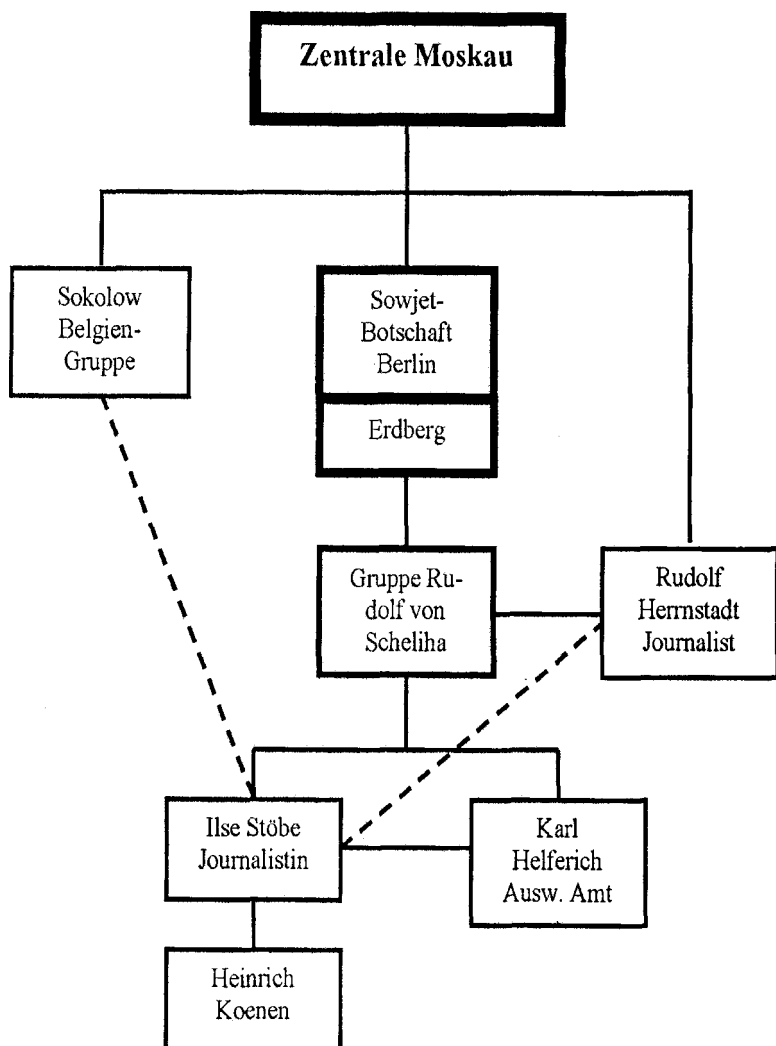 Zentrale Moskau
Sokolow
Belgien-
Gruppe
Sowjet-
Botschaft
Berlin
Erdberg
Gruppe Ru-
dolf von
Scheliha
Rudolf
Herrnstadt
Journalist
Ilse Stöbe
Journalistin
Karl
Helferich
Ausw. Amt
Heinrich
Koenen